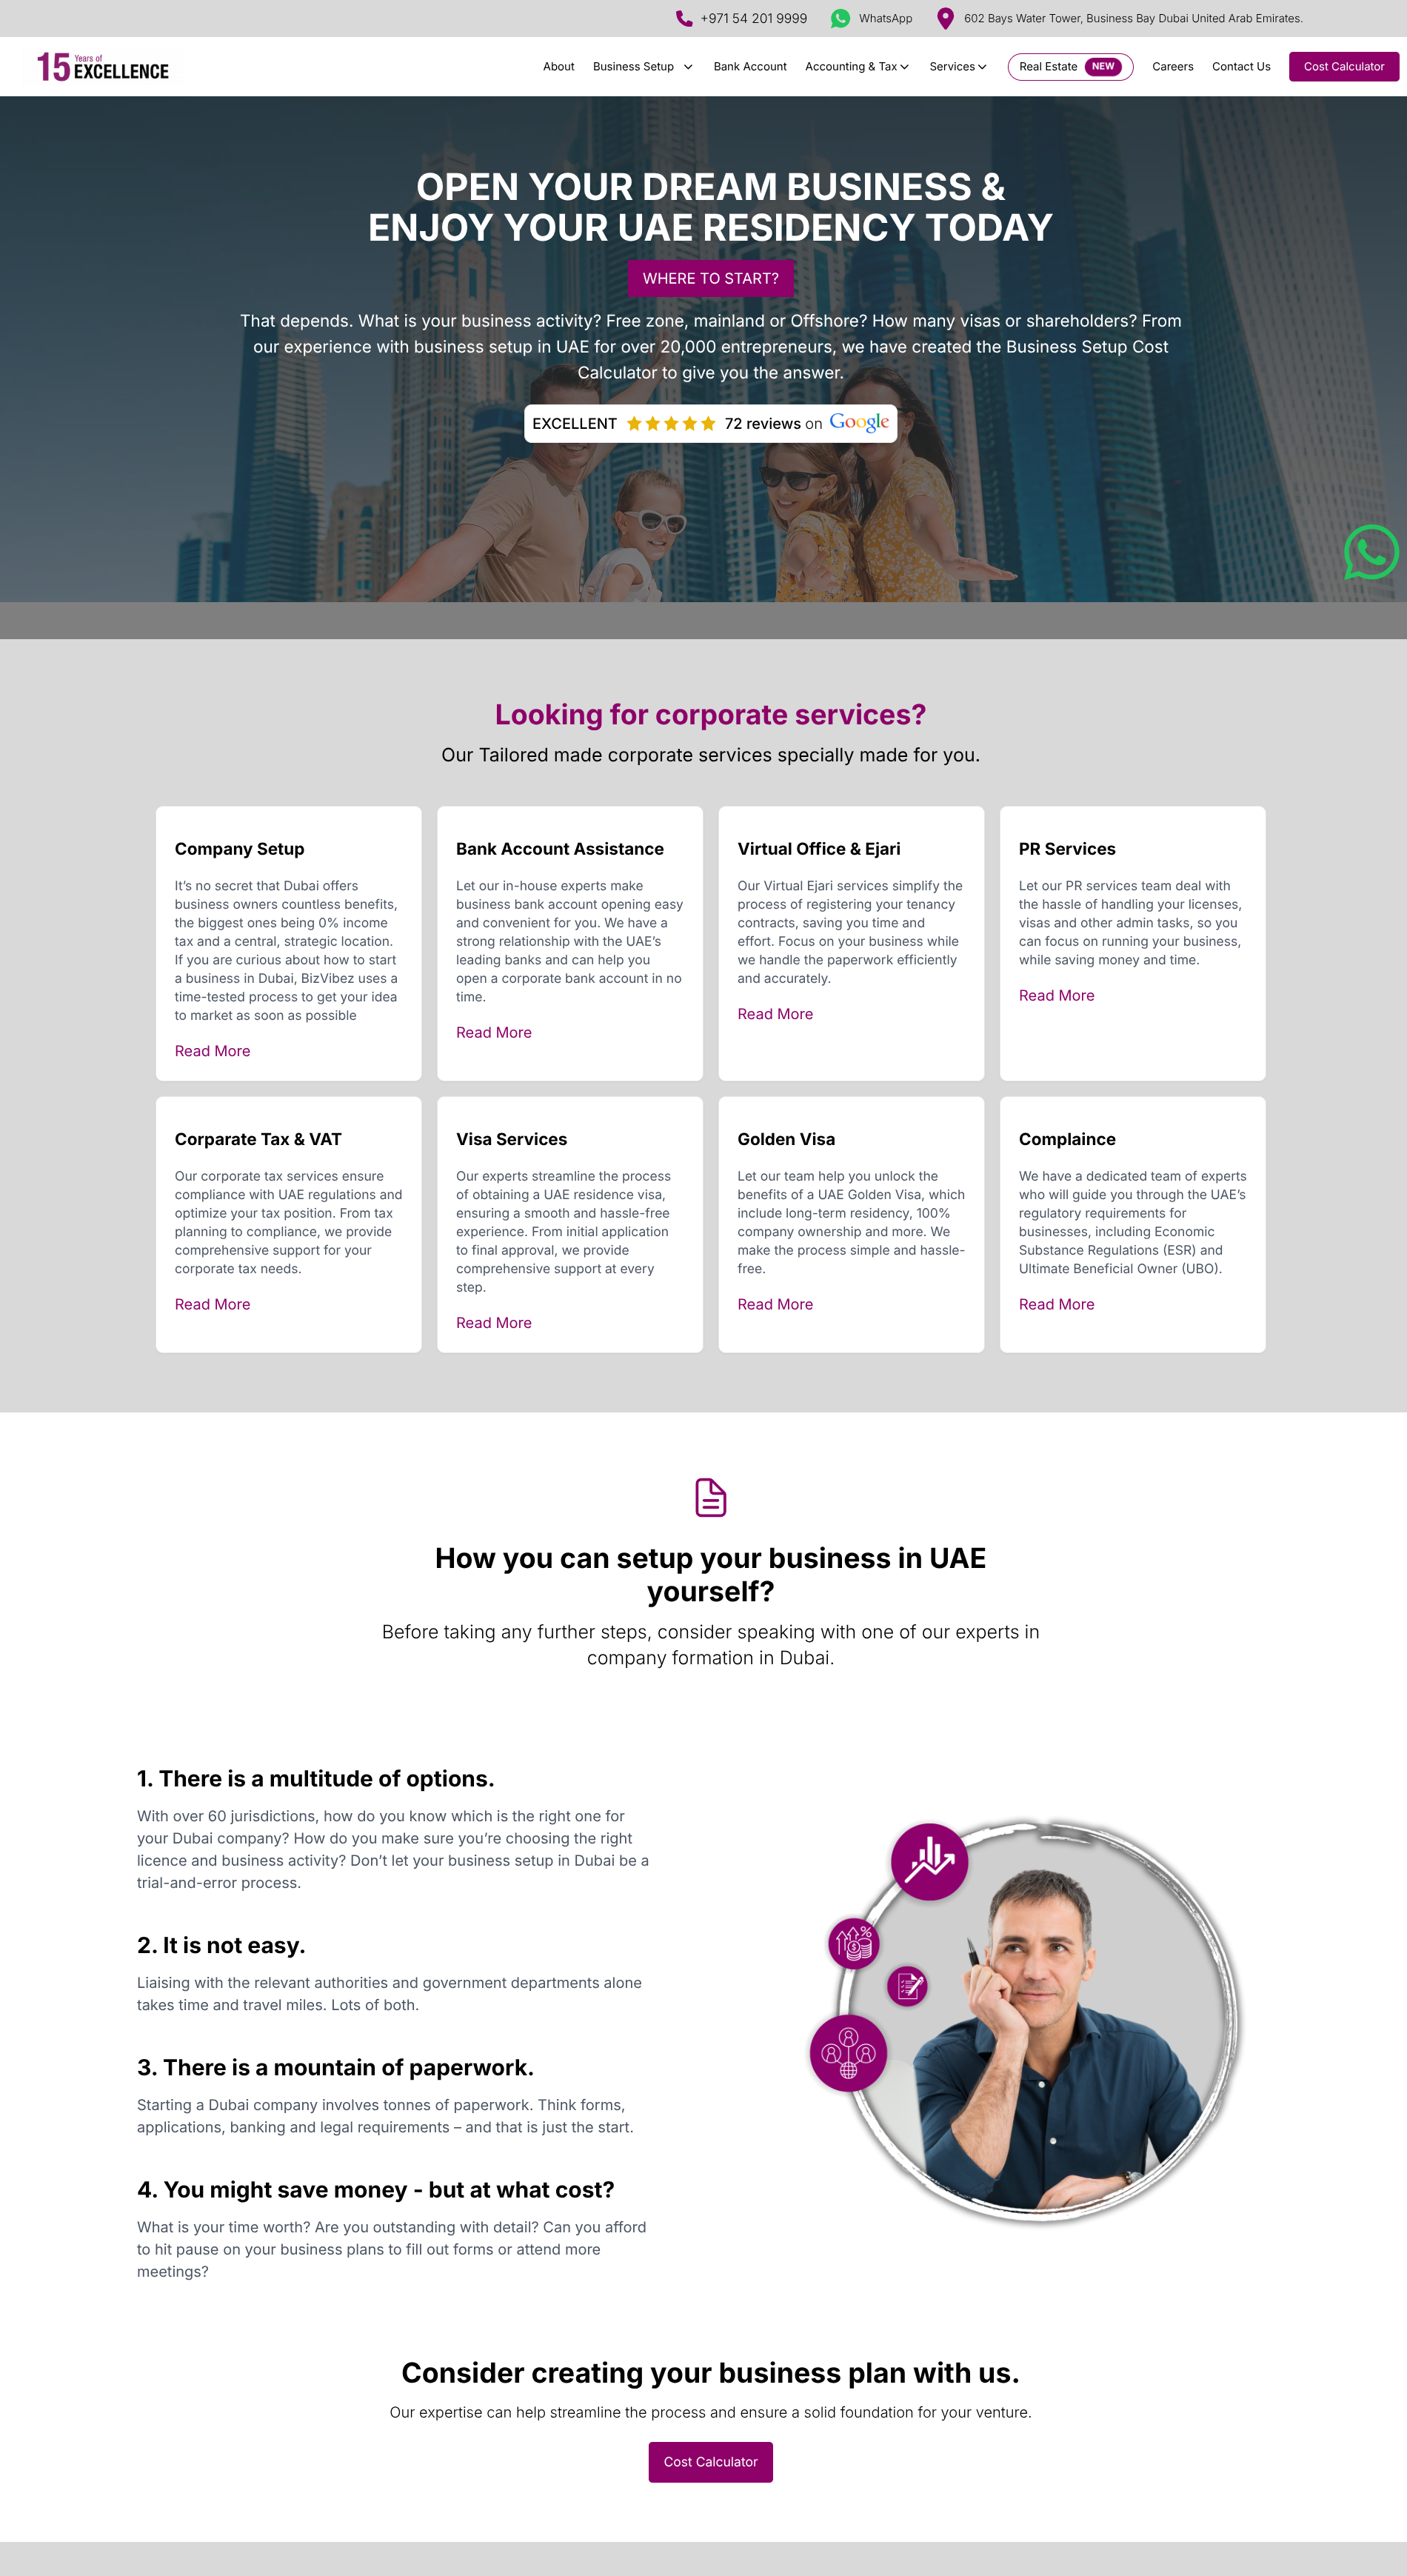 +971 54 201 9999
WhatsApp
602 Bays Water Tower, Business Bay Dubai United Arab Emirates.
15 Years of EXCELLENCE
About
Business Setup
Bank Account
Accounting & Tax
Services
Real Estate NEW
Careers
Contact Us
Cost Calculator
OPEN YOUR DREAM BUSINESS &
ENJOY YOUR UAE RESIDENCY TODAY
WHERE TO START?
That depends. What is your business activity? Free zone, mainland or Offshore? How many visas or shareholders? From
our experience with business setup in UAE for over 20,000 entrepreneurs, we have created the Business Setup Cost
Calculator to give you the answer.
EXCELLENT 72 reviews on Google
Looking for corporate services?
Our Tailored made corporate services specially made for you.
Company Setup
It’s no secret that Dubai offers
business owners countless benefits,
the biggest ones being 0% income
tax and a central, strategic location.
If you are curious about how to start
a business in Dubai, BizVibez uses a
time-tested process to get your idea
to market as soon as possible
Read More
Bank Account Assistance
Let our in-house experts make
business bank account opening easy
and convenient for you. We have a
strong relationship with the UAE’s
leading banks and can help you
open a corporate bank account in no
time.
Read More
Virtual Office & Ejari
Our Virtual Ejari services simplify the
process of registering your tenancy
contracts, saving you time and
effort. Focus on your business while
we handle the paperwork efficiently
and accurately.
Read More
PR Services
Let our PR services team deal with
the hassle of handling your licenses,
visas and other admin tasks, so you
can focus on running your business,
while saving money and time.
Read More
Corparate Tax & VAT
Our corporate tax services ensure
compliance with UAE regulations and
optimize your tax position. From tax
planning to compliance, we provide
comprehensive support for your
corporate tax needs.
Read More
Visa Services
Our experts streamline the process
of obtaining a UAE residence visa,
ensuring a smooth and hassle-free
experience. From initial application
to final approval, we provide
comprehensive support at every
step.
Read More
Golden Visa
Let our team help you unlock the
benefits of a UAE Golden Visa, which
include long-term residency, 100%
company ownership and more. We
make the process simple and hassle-
free.
Read More
Complaince
We have a dedicated team of experts
who will guide you through the UAE’s
regulatory requirements for
businesses, including Economic
Substance Regulations (ESR) and
Ultimate Beneficial Owner (UBO).
Read More
How you can setup your business in UAE
yourself?
Before taking any further steps, consider speaking with one of our experts in
company formation in Dubai.
1. There is a multitude of options.
With over 60 jurisdictions, how do you know which is the right one for
your Dubai company? How do you make sure you’re choosing the right
licence and business activity? Don’t let your business setup in Dubai be a
trial-and-error process.
2. It is not easy.
Liaising with the relevant authorities and government departments alone
takes time and travel miles. Lots of both.
3. There is a mountain of paperwork.
Starting a Dubai company involves tonnes of paperwork. Think forms,
applications, banking and legal requirements – and that is just the start.
4. You might save money - but at what cost?
What is your time worth? Are you outstanding with detail? Can you afford
to hit pause on your business plans to fill out forms or attend more
meetings?
Consider creating your business plan with us.
Our expertise can help streamline the process and ensure a solid foundation for your venture.
Cost Calculator